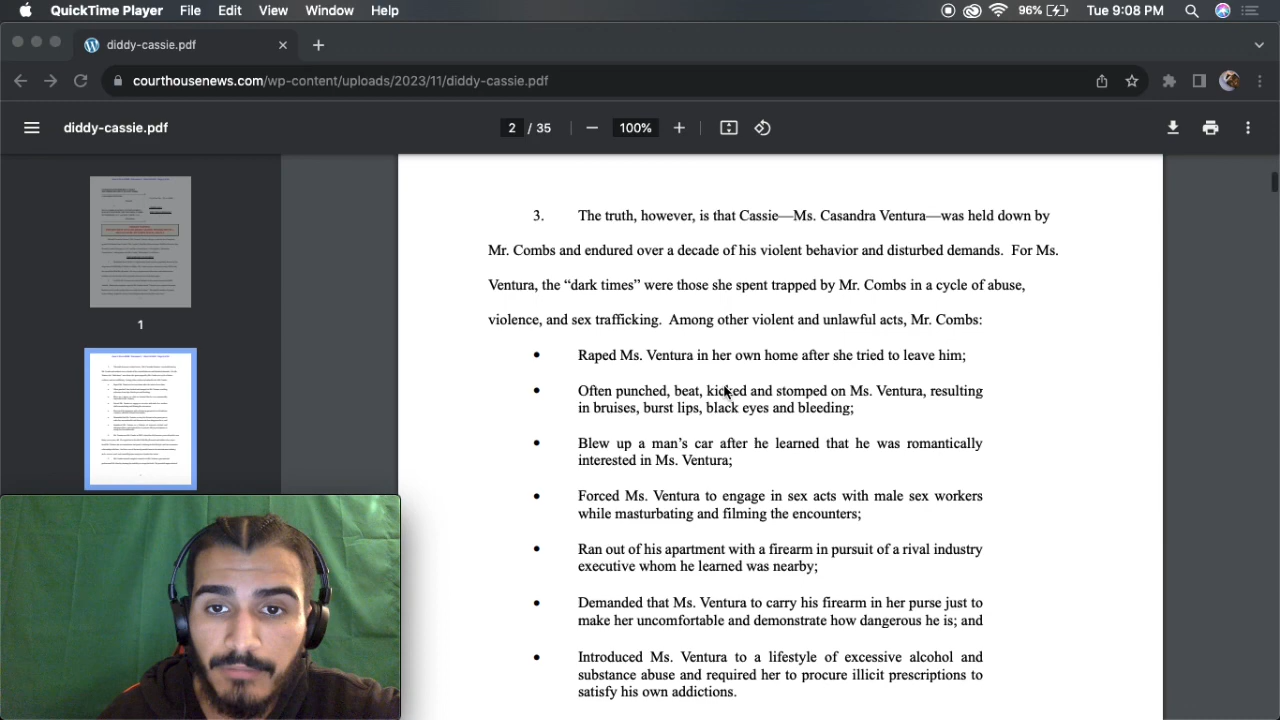 QuickTime Player File Edit View Window Help 96% Tue 9:08 PM
diddy-cassie.pdf
courthousenews.com/wp-content/uploads/2023/11/diddy-cassie.pdf
diddy-cassie.pdf 2 / 35 100%
1
3. The truth, however, is that Cassie—Ms. Casandra Ventura—was held down by
Mr. Combs and endured over a decade of his violent behavior and disturbed demands. For Ms.
Ventura, the “dark times” were those she spent trapped by Mr. Combs in a cycle of abuse,
violence, and sex trafficking. Among other violent and unlawful acts, Mr. Combs:
• Raped Ms. Ventura in her own home after she tried to leave him;
• Often punched, beat, kicked and stomped on Ms. Ventura, resulting
in bruises, burst lips, black eyes and bleeding;
• Blew up a man’s car after he learned that he was romantically
interested in Ms. Ventura;
• Forced Ms. Ventura to engage in sex acts with male sex workers
while masturbating and filming the encounters;
• Ran out of his apartment with a firearm in pursuit of a rival industry
executive whom he learned was nearby;
• Demanded that Ms. Ventura to carry his firearm in her purse just to
make her uncomfortable and demonstrate how dangerous he is; and
• Introduced Ms. Ventura to a lifestyle of excessive alcohol and
substance abuse and required her to procure illicit prescriptions to
satisfy his own addictions.